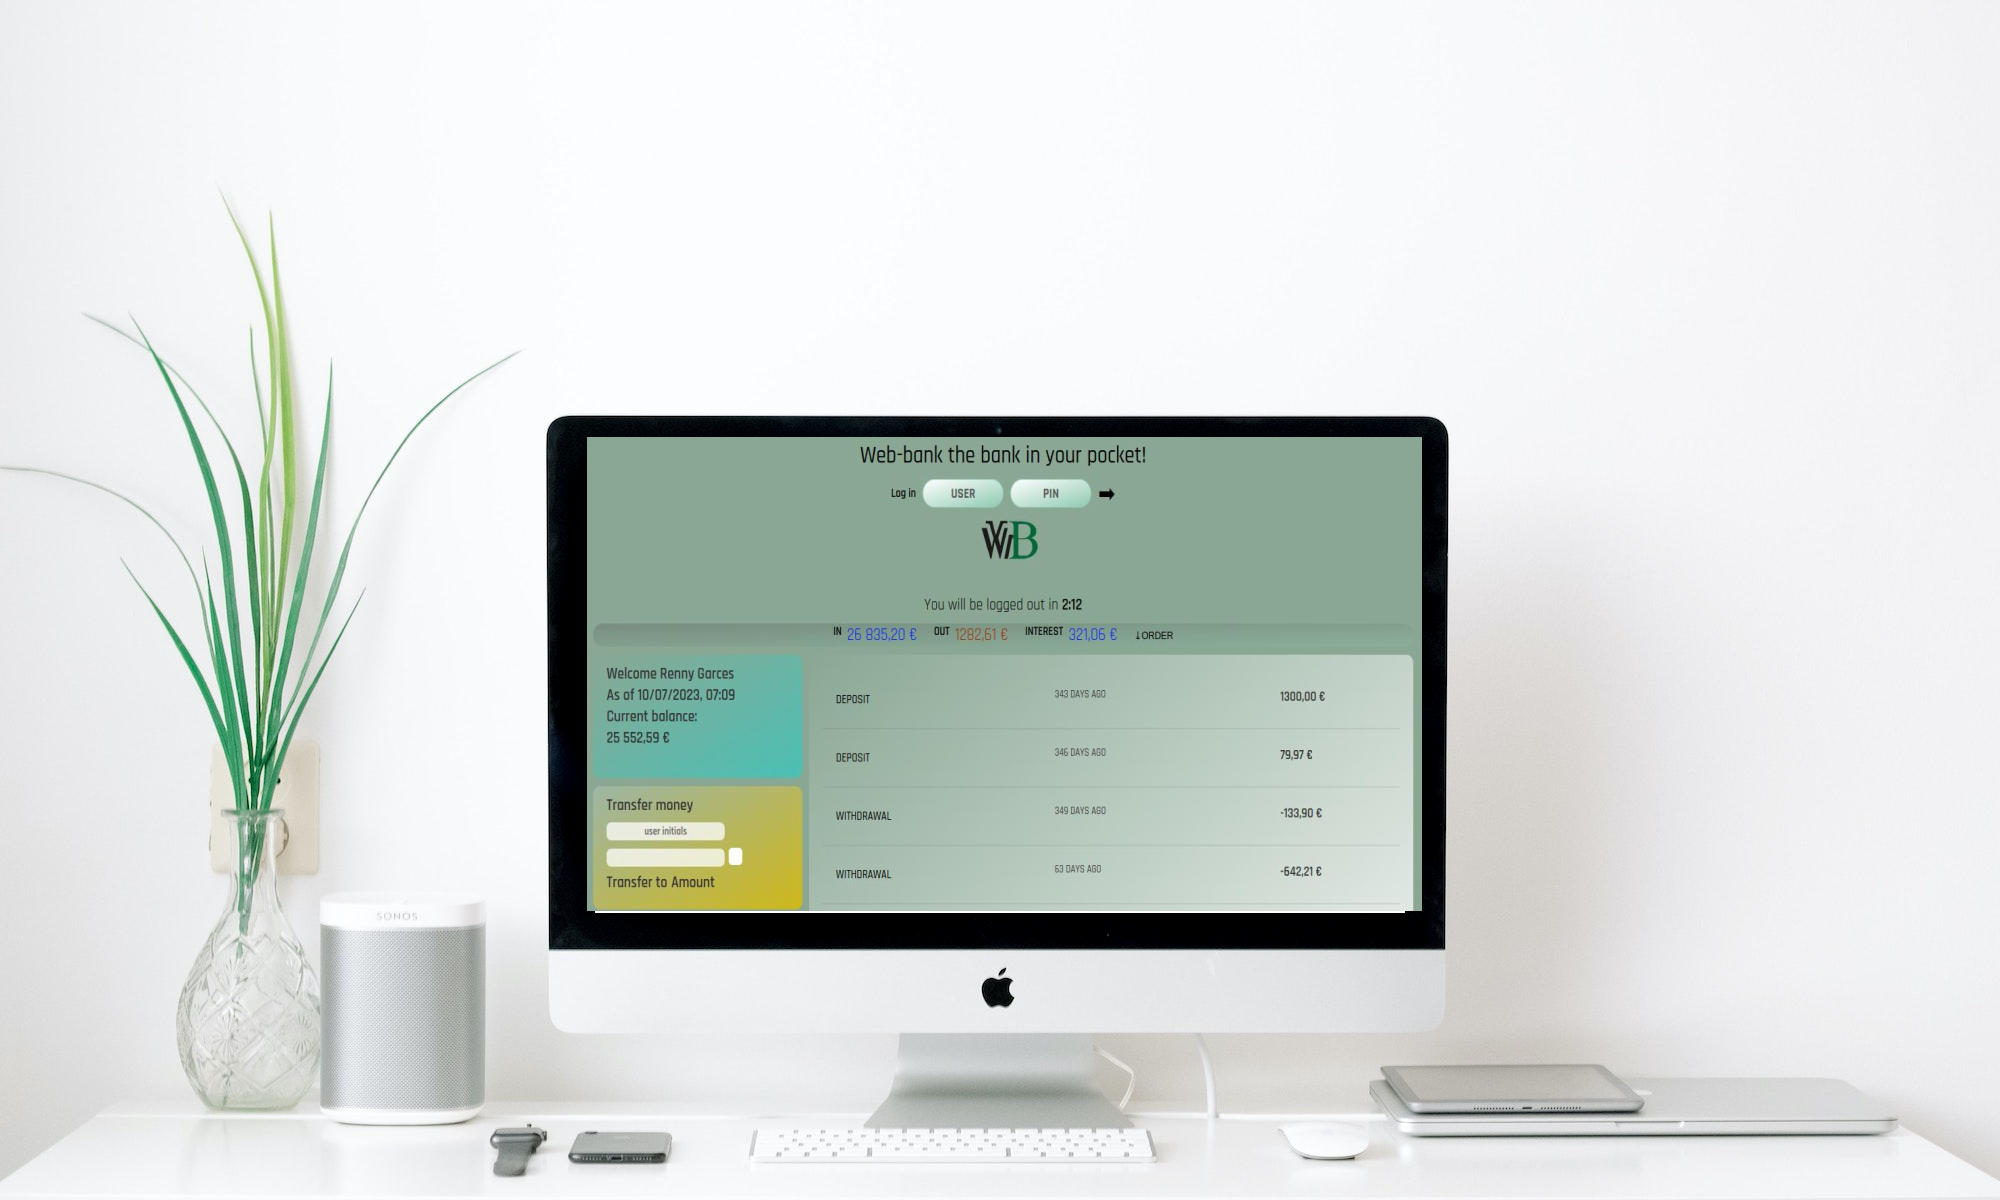 Web-bank the bank in your pocket!
Log in USER PIN ➡
WB
You will be logged out in 2:12
IN 26 835,20 € OUT 1282,61 € INTEREST 321,06 € ↓ORDER
Welcome Renny Garces
As of 10/07/2023, 07:09
Current balance:
25 552,59 €
Transfer money
user initials
Transfer to Amount
DEPOSIT 343 DAYS AGO 1300,00 €
DEPOSIT 346 DAYS AGO 79,97 €
WITHDRAWAL 349 DAYS AGO -133,90 €
WITHDRAWAL 63 DAYS AGO -642,21 €
SONOS